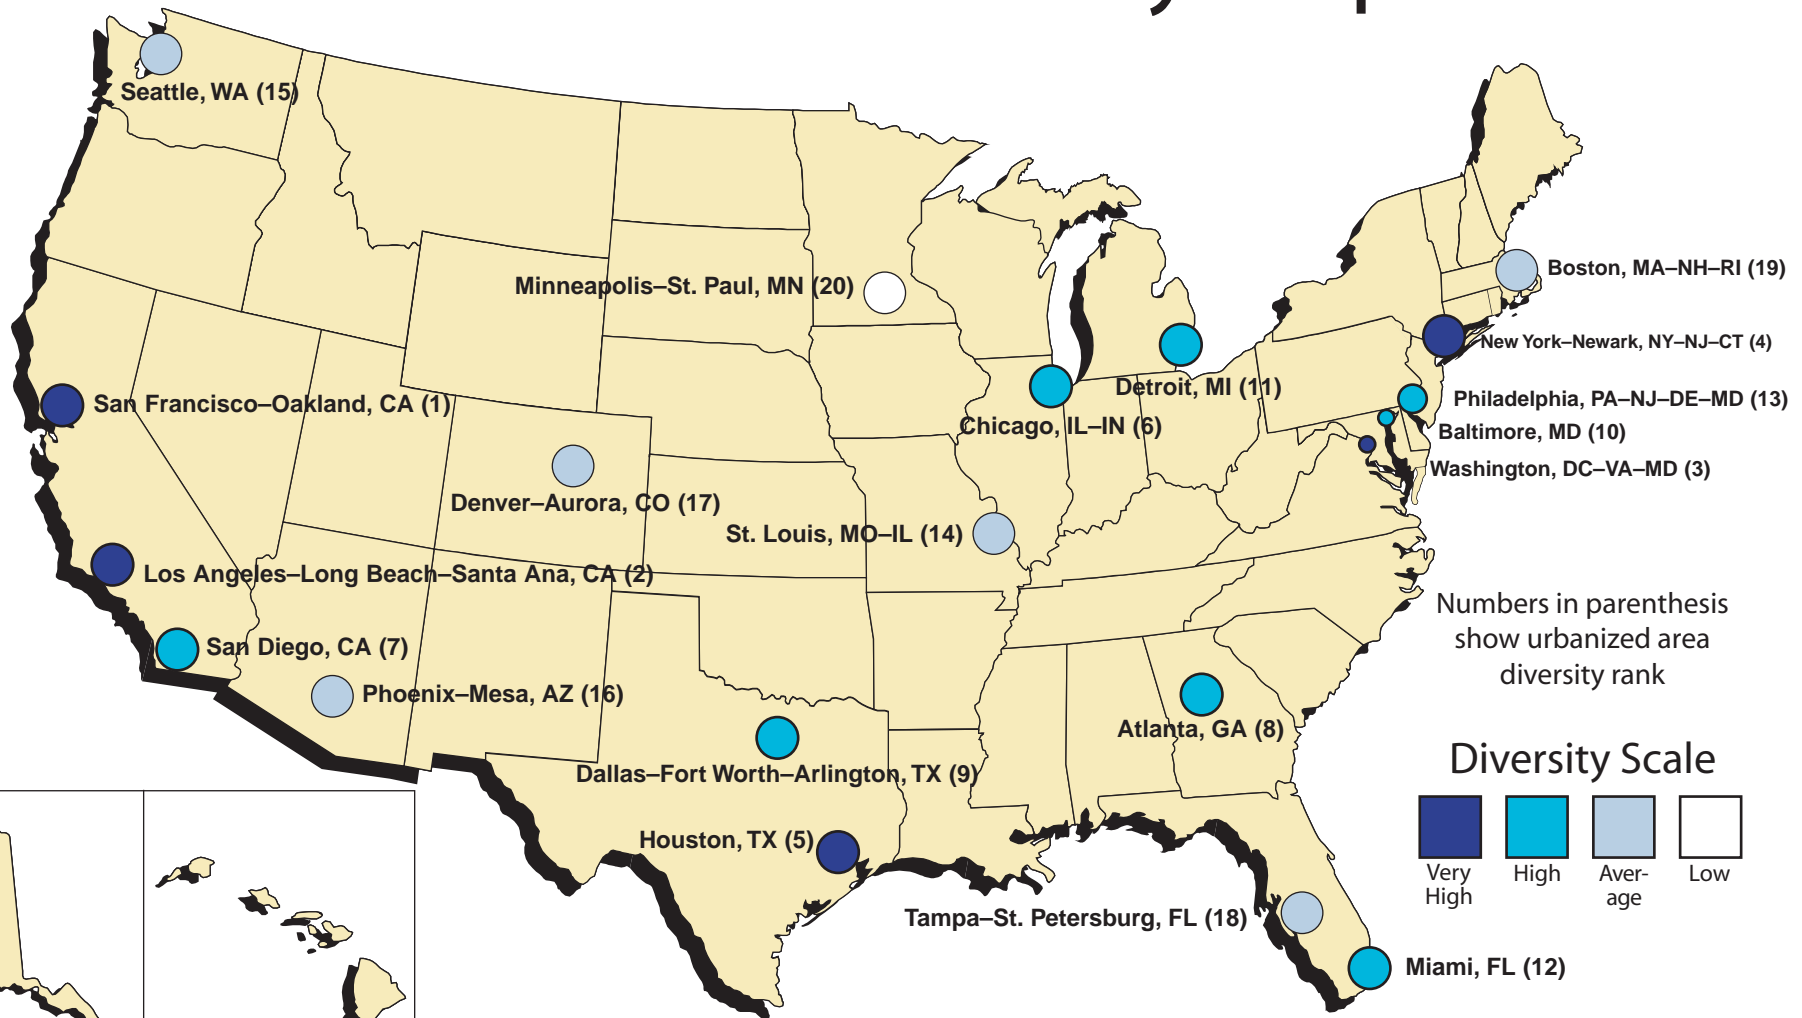 Seattle, WA (15)
Minneapolis–St. Paul, MN (20)
Boston, MA–NH–RI (19)
New York–Newark, NY–NJ–CT (4)
Detroit, MI (11)
San Francisco–Oakland, CA (1)
Philadelphia, PA–NJ–DE–MD (13)
Chicago, IL–IN (6)
Baltimore, MD (10)
Washington, DC–VA–MD (3)
Denver–Aurora, CO (17)
St. Louis, MO–IL (14)
Los Angeles–Long Beach–Santa Ana, CA (2)
Numbers in parenthesis
show urbanized area
diversity rank
San Diego, CA (7)
Phoenix–Mesa, AZ (16)
Atlanta, GA (8)
Dallas–Fort Worth–Arlington, TX (9)
Diversity Scale
Houston, TX (5)
Very
High
High
Aver-
age
Low
Tampa–St. Petersburg, FL (18)
Miami, FL (12)